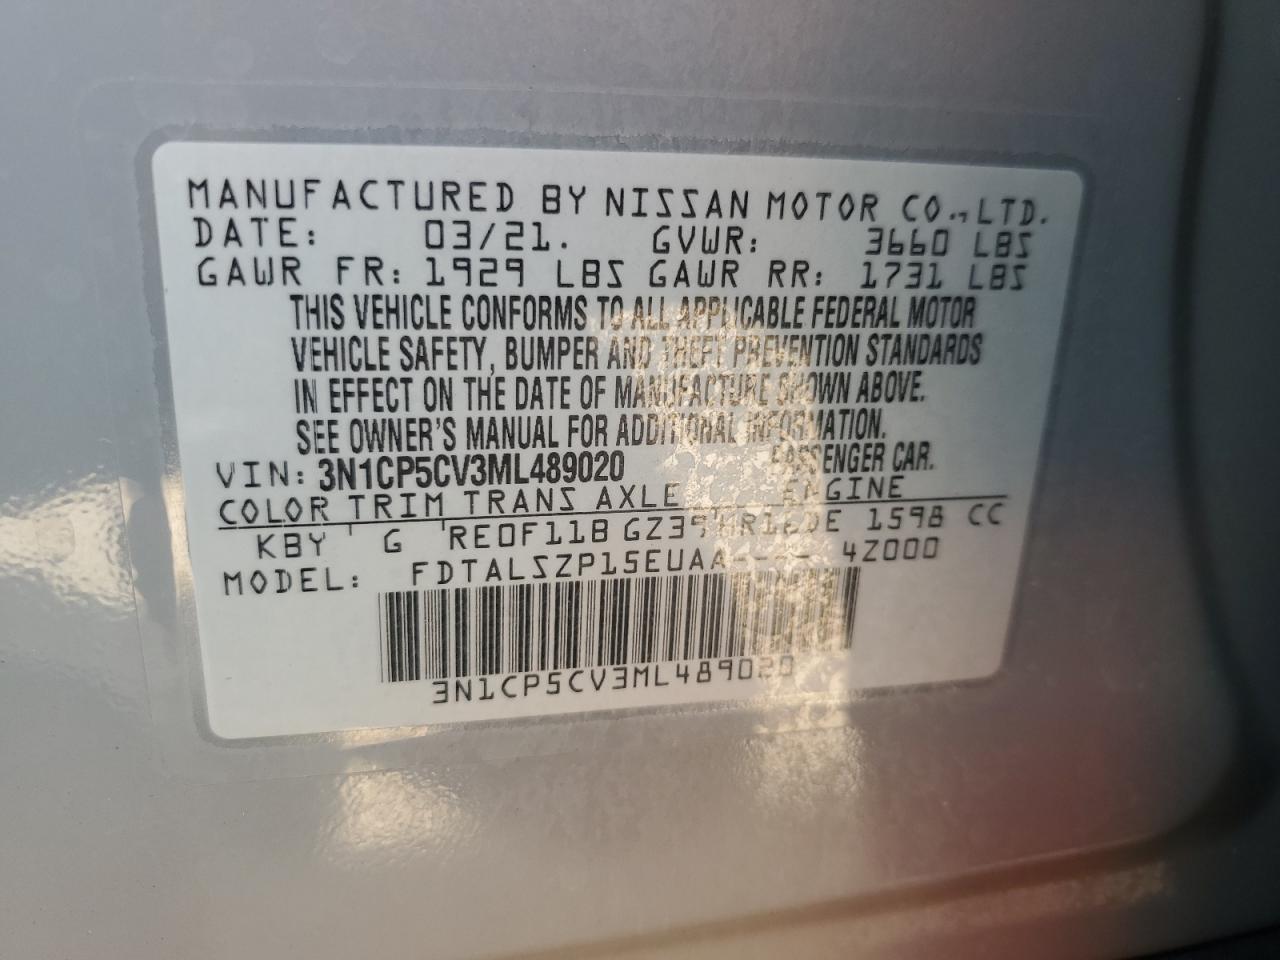 MANUFACTURED BY NISSAN MOTOR CO., LTD.
DATE: 03/21. GVWR: 3660 LBS
GAWR FR: 1929 LBS GAWR RR: 1731 LBS
THIS VEHICLE CONFORMS TO ALL APPLICABLE FEDERAL MOTOR
VEHICLE SAFETY, BUMPER AND THEFT PREVENTION STANDARDS
IN EFFECT ON THE DATE OF MANUFACTURE SHOWN ABOVE.
SEE OWNER'S MANUAL FOR ADDITIONAL INFORMATION.
VIN: 3N1CP5CV3ML489020 PASSENGER CAR.
COLOR TRIM TRANS AXLE ENGINE
KBY G RE0F11B GZ39 HR16DE 1598 CC
MODEL: FDTALSZP15EUAA---- 4Z000
3N1CP5CV3ML489020